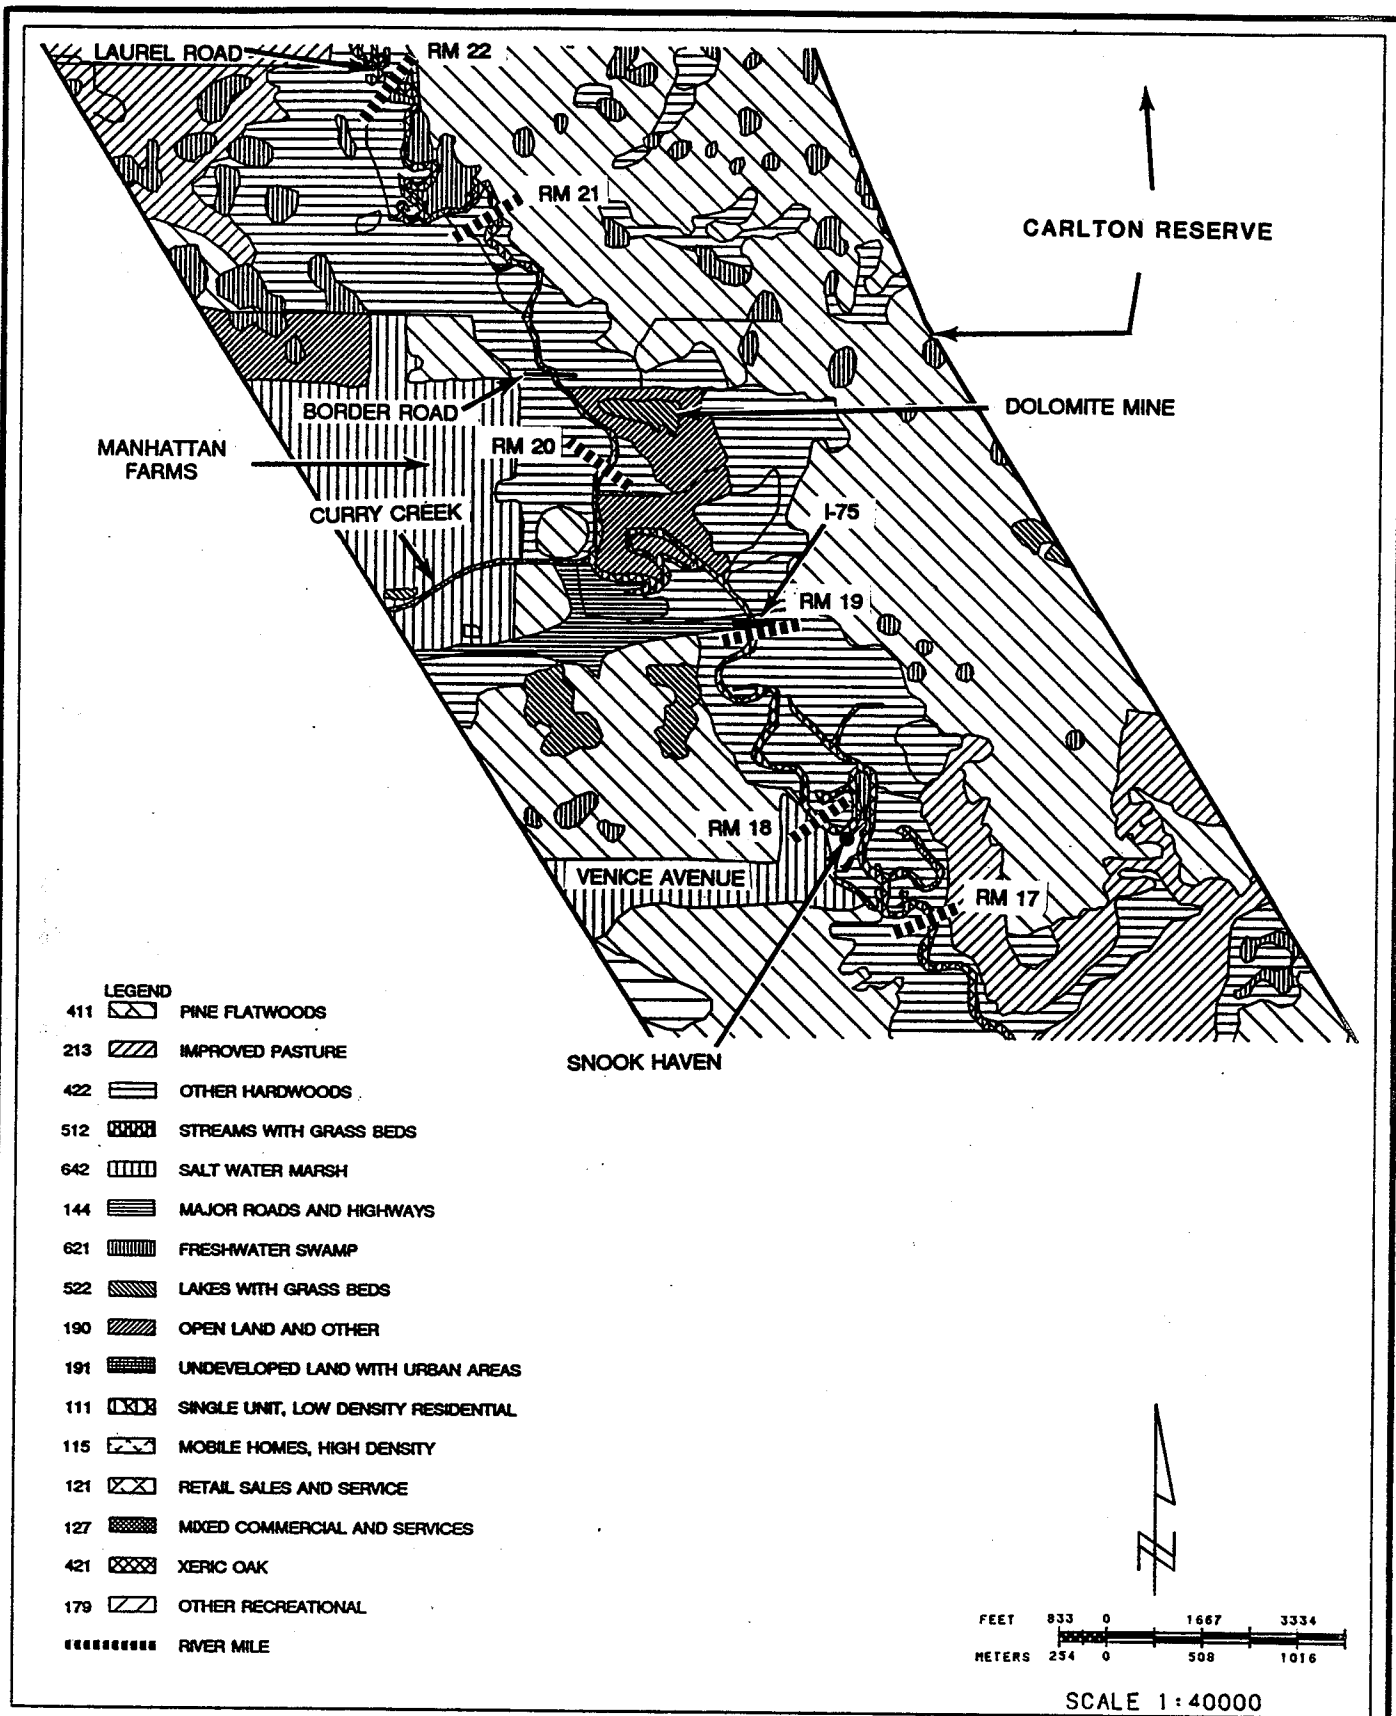 LAUREL ROAD
RM 22
RM 21
CARLTON RESERVE
BORDER ROAD
DOLOMITE MINE
MANHATTAN
FARMS
RM 20
CURRY CREEK
I-75
RM 19
RM 18
VENICE AVENUE
RM 17
SNOOK HAVEN
LEGEND
411 PINE FLATWOODS
213 IMPROVED PASTURE
422 OTHER HARDWOODS
512 STREAMS WITH GRASS BEDS
642 SALT WATER MARSH
144 MAJOR ROADS AND HIGHWAYS
621 FRESHWATER SWAMP
522 LAKES WITH GRASS BEDS
190 OPEN LAND AND OTHER
191 UNDEVELOPED LAND WITH URBAN AREAS
111 SINGLE UNIT, LOW DENSITY RESIDENTIAL
115 MOBILE HOMES, HIGH DENSITY
121 RETAIL SALES AND SERVICE
127 MIXED COMMERCIAL AND SERVICES
421 XERIC OAK
179 OTHER RECREATIONAL
RIVER MILE
N
FEET 833 0 1667 3334
METERS 254 0 508 1016
SCALE 1:40000